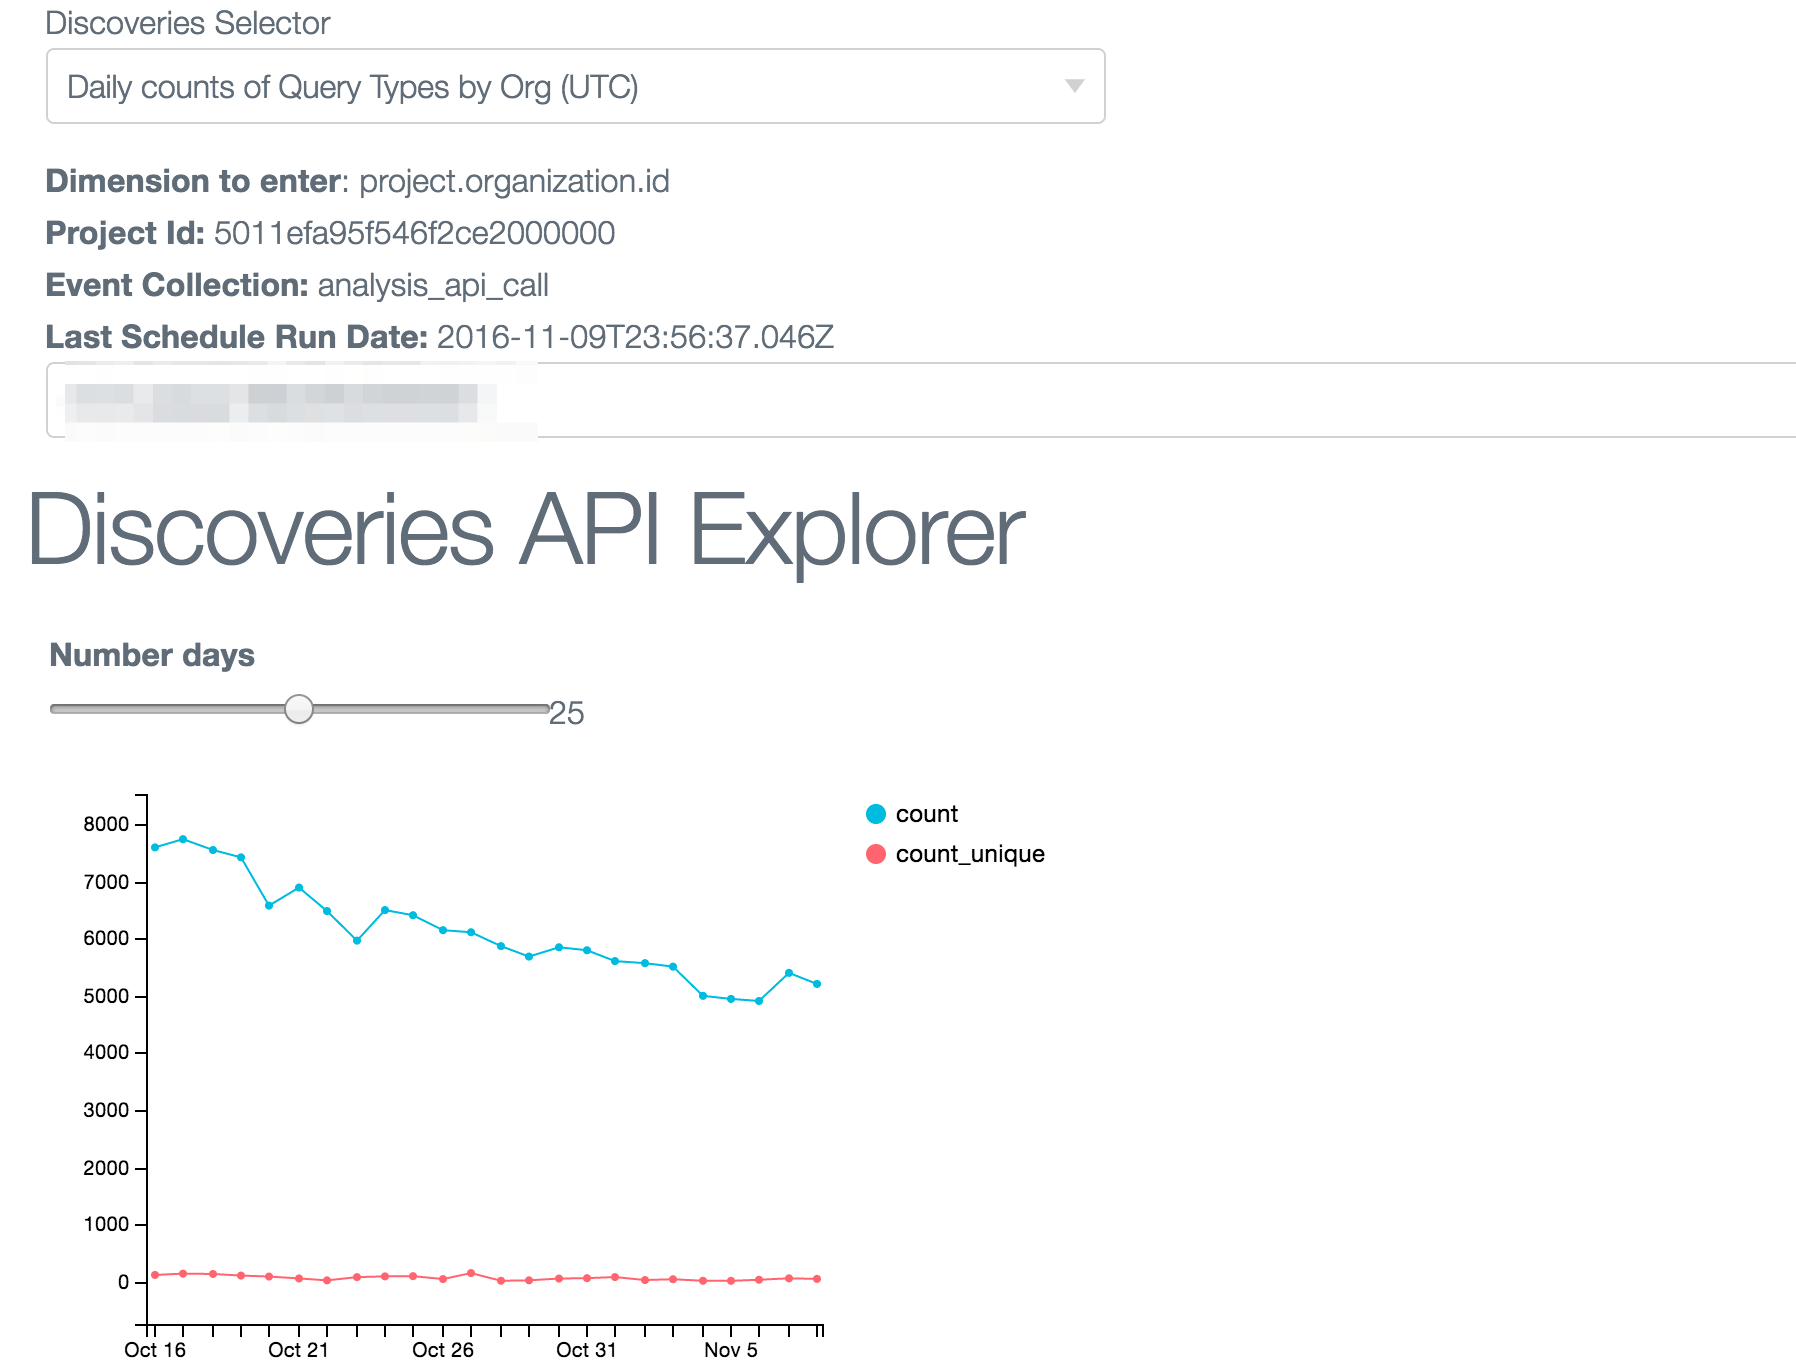 Discoveries Selector
Daily counts of Query Types by Org (UTC)
Dimension to enter: project.organization.id
Project Id: 5011efa95f546f2ce2000000
Event Collection: analysis_api_call
Last Schedule Run Date: 2016-11-09T23:56:37.046Z
Discoveries API Explorer
Number days
25
count
count_unique
8000
7000
6000
5000
4000
3000
2000
1000
0
Oct 16 Oct 21 Oct 26 Oct 31 Nov 5